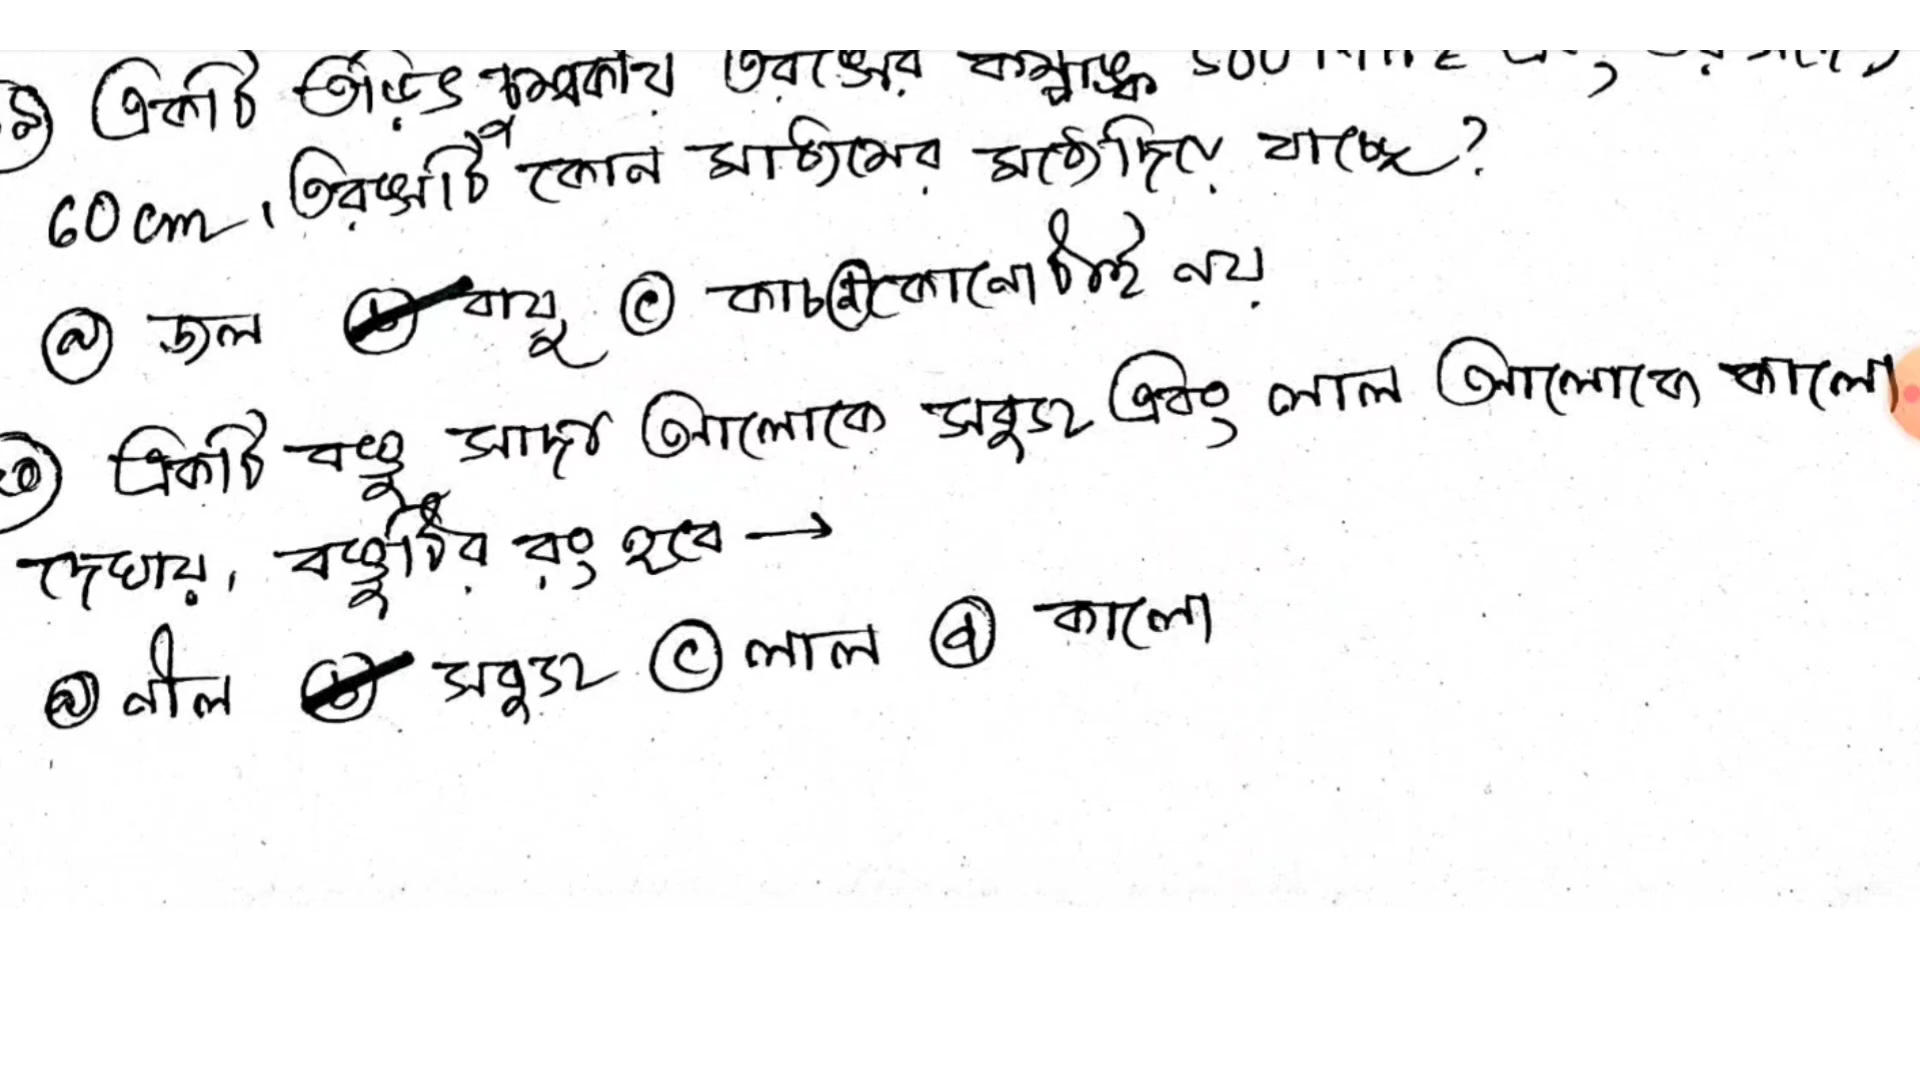 একটি তড়িৎ চুম্বকীয় তরঙ্গের কম্পাঙ্ক 500
60 cm, তরঙ্গটি কোন মাধ্যমের মধ্যে দিয়ে যাচ্ছে?
ⓐ জল ⓑ বায়ু ⓒ কাচ ⓓ কোনোটাই নয়
একটি বস্তু সাদা আলোকে সবুজ এবং লাল আলোকে কালো
দেখায়, বস্তুটির রং হবে →
ⓐ নীল ⓑ সবুজ ⓒ লাল ⓓ কালো